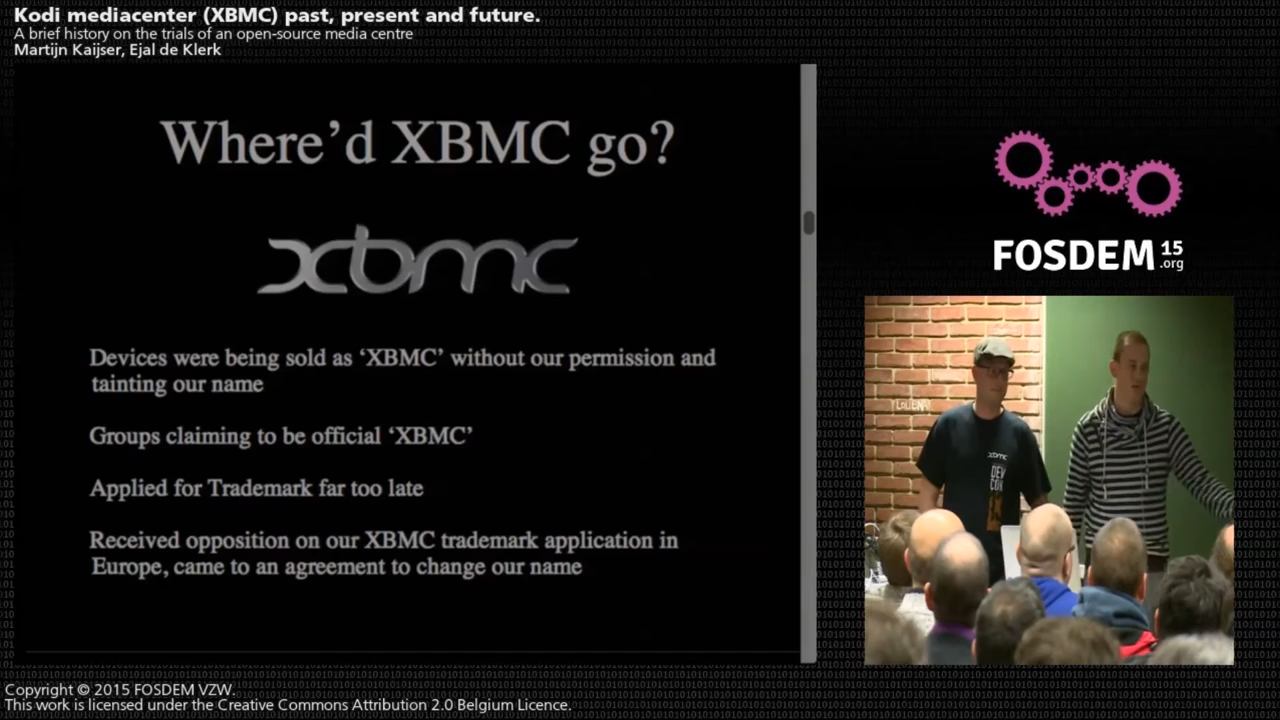 Kodi mediacenter (XBMC) past, present and future.
A brief history on the trials of an open-source media centre
Martijn Kaijser, Ejal de Klerk
Where'd XBMC go?
xbmc
Devices were being sold as ‘XBMC’ without our permission and
tainting our name
Groups claiming to be official ‘XBMC’
Applied for Trademark far too late
Received opposition on our XBMC trademark application in
Europe, came to an agreement to change our name
FOSDEM 15
.org
xbmc
DEV
CON
Copyright © 2015 FOSDEM VZW.
This work is licensed under the Creative Commons Attribution 2.0 Belgium Licence.